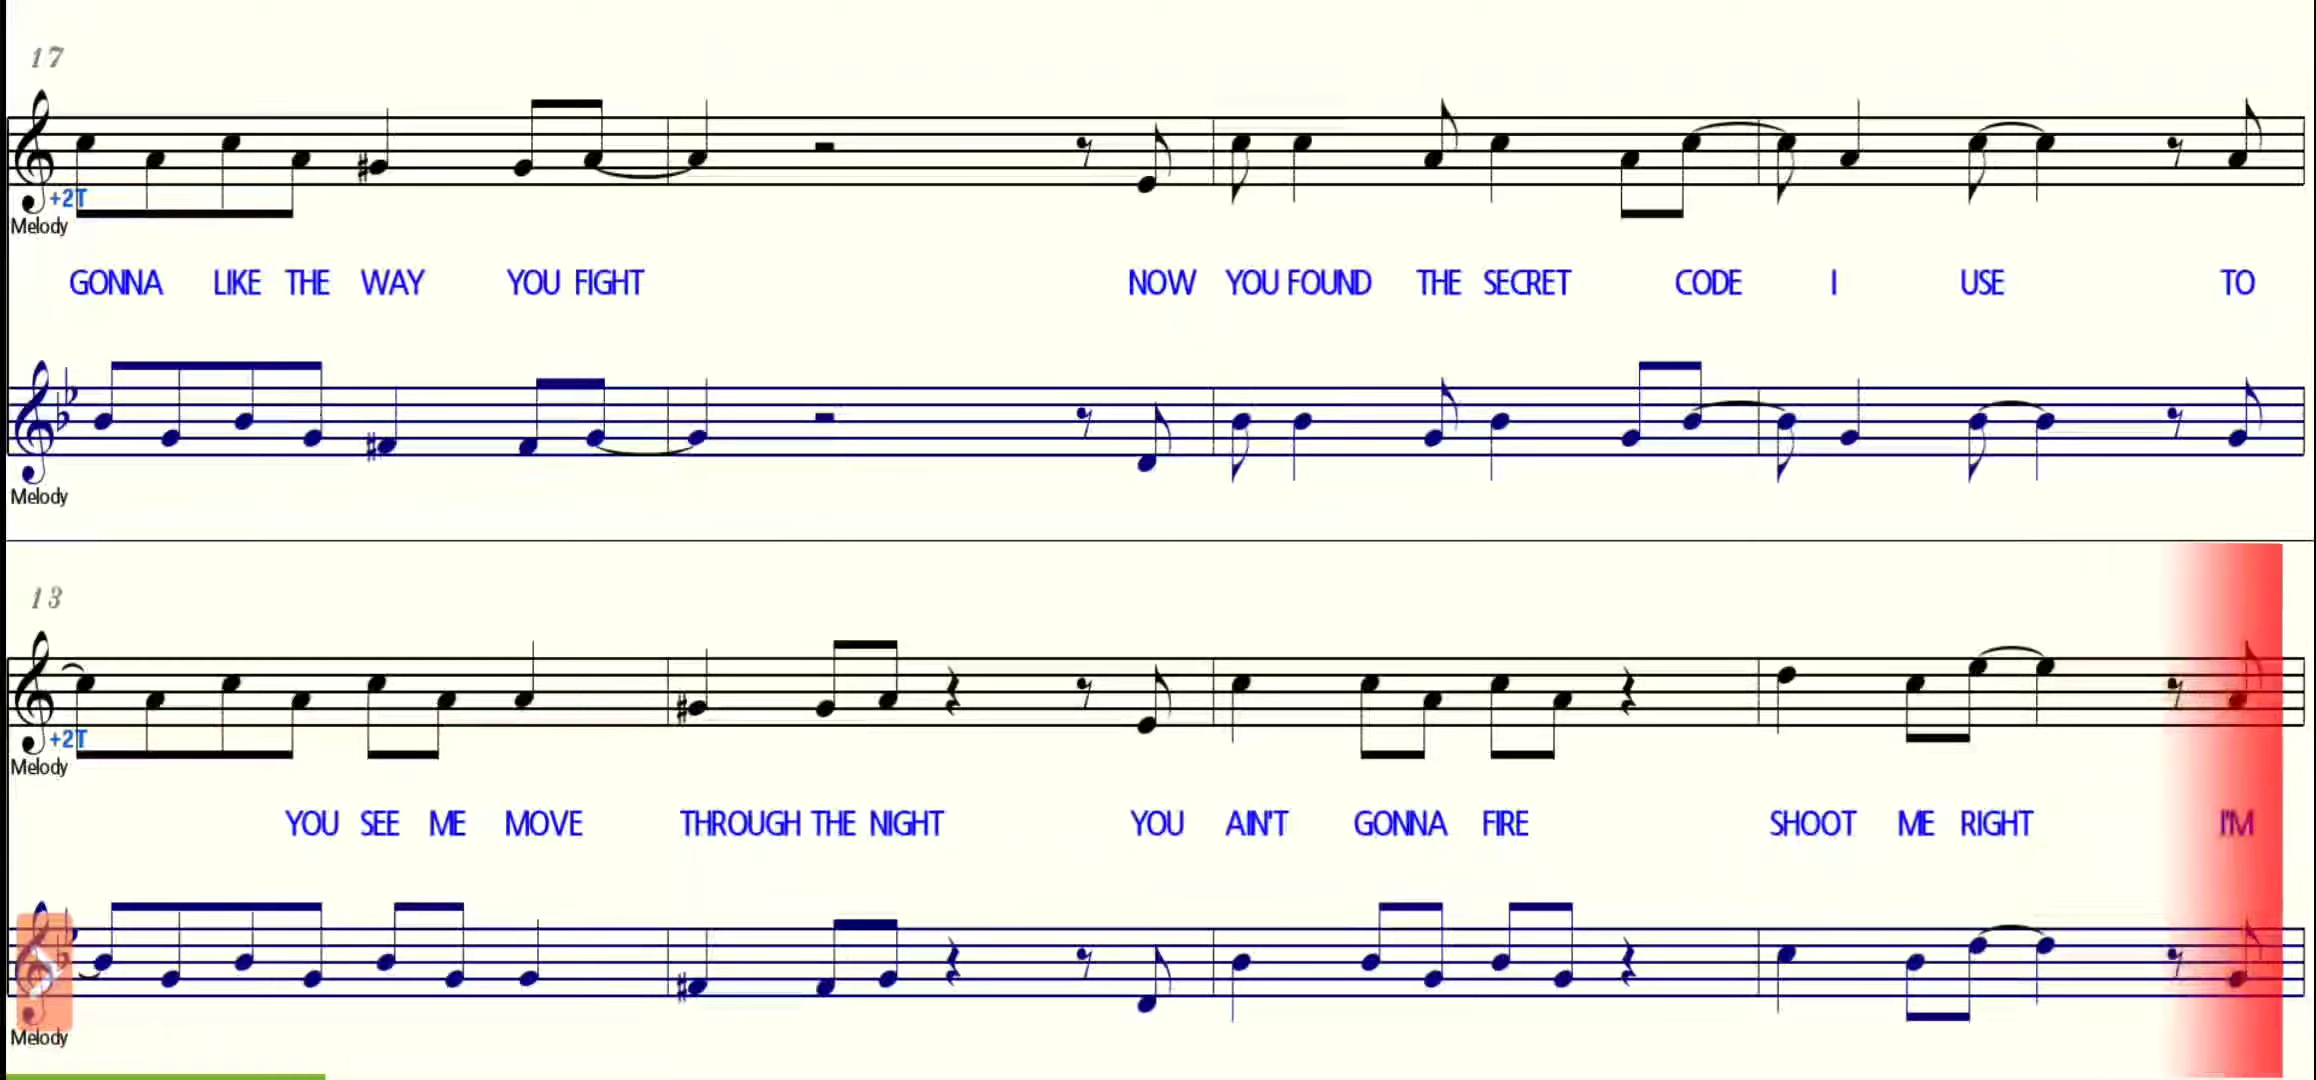 17
+2T
Melody
GONNA LIKE THE WAY YOU FIGHT NOW YOU FOUND THE SECRET CODE I USE TO
Melody
13
+2T
Melody
YOU SEE ME MOVE THROUGH THE NIGHT YOU AIN'T GONNA FIRE SHOOT ME RIGHT I'M
Melody